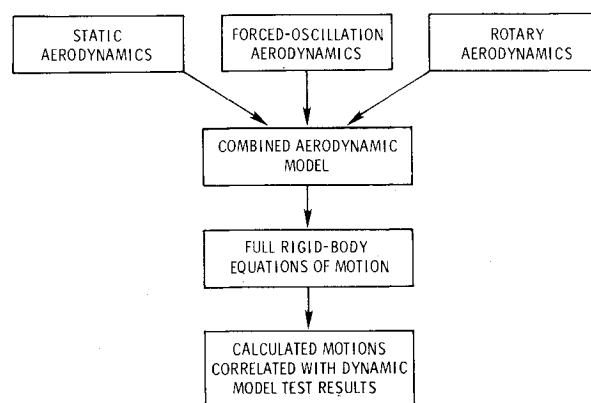 STATIC
AERODYNAMICS
FORCED-OSCILLATION
AERODYNAMICS
ROTARY
AERODYNAMICS
COMBINED AERODYNAMIC
MODEL
FULL RIGID-BODY
EQUATIONS OF MOTION
CALCULATED MOTIONS
CORRELATED WITH DYNAMIC
MODEL TEST RESULTS